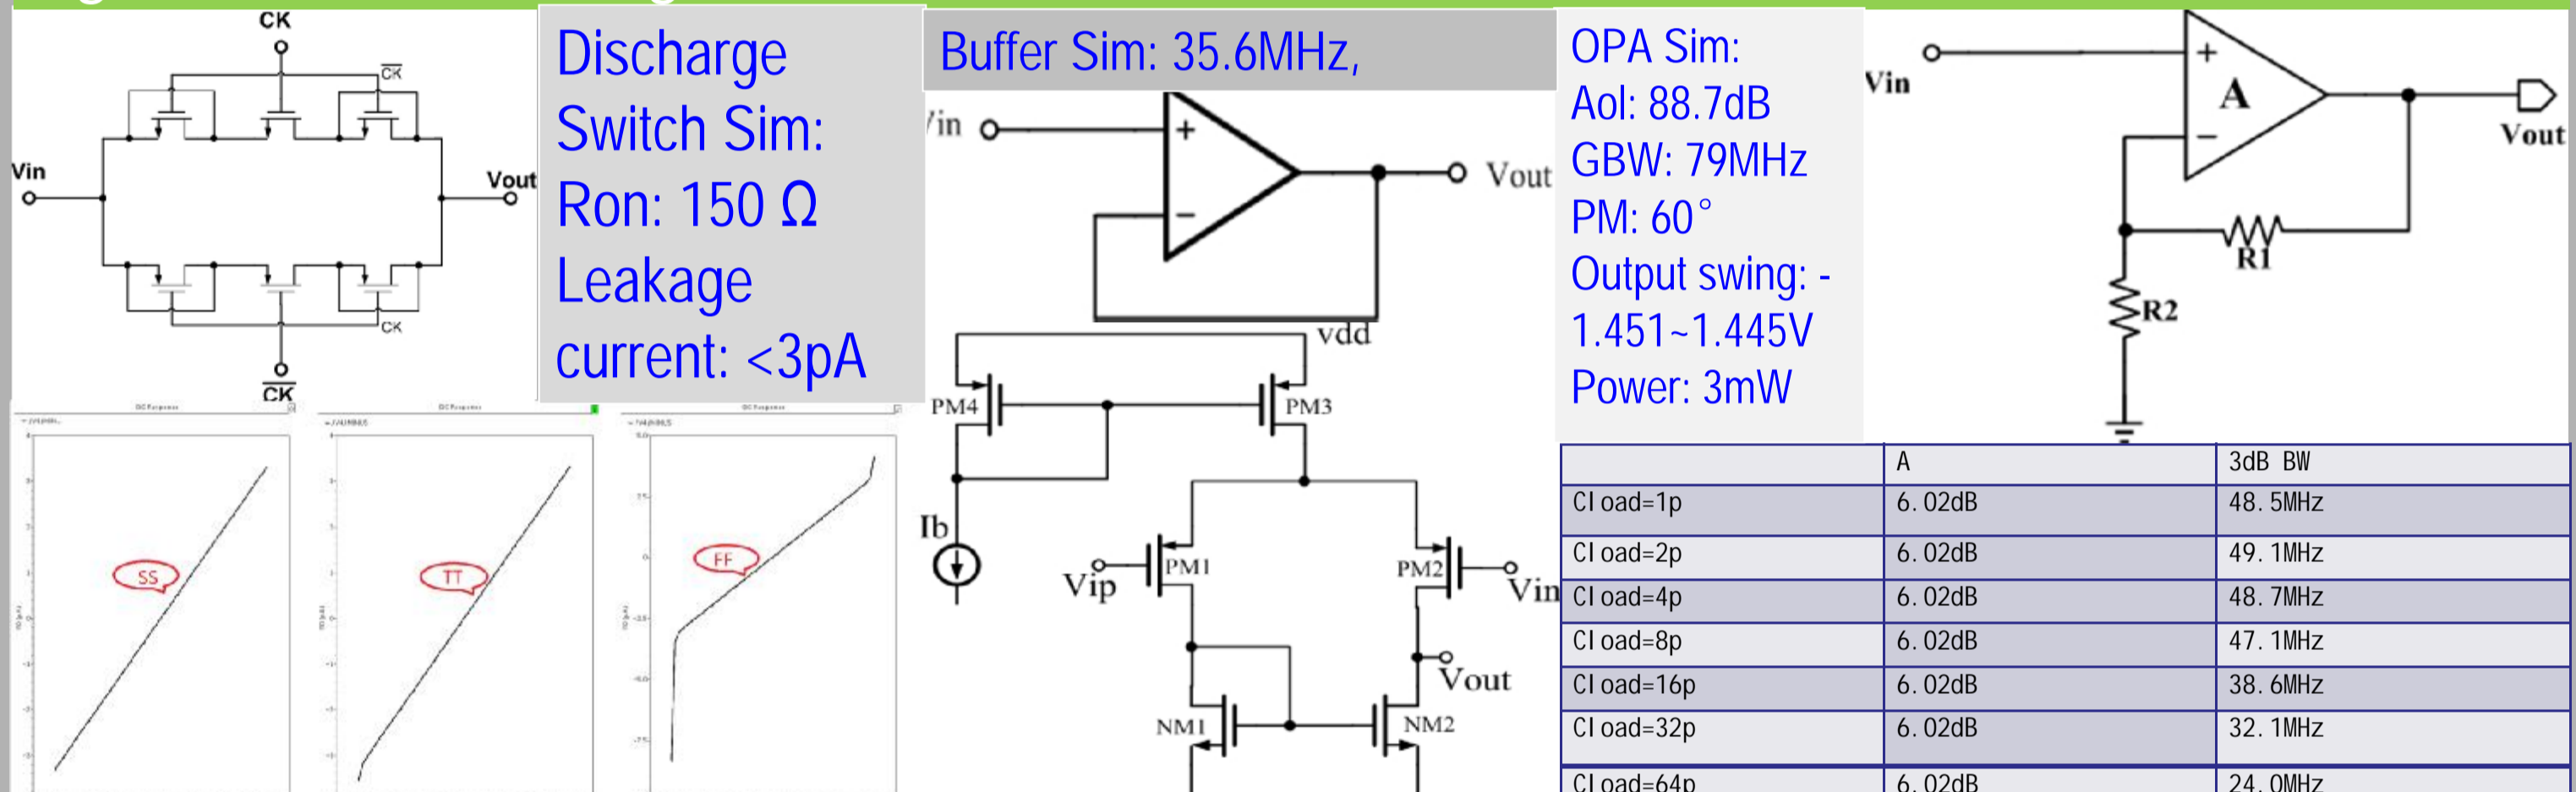 CK
CK
Vin
Vout
CK
CK
Discharge
Switch Sim:
Ron: 150 Ω
Leakage
current: <3pA
SS
TT
FF
Buffer Sim: 35.6MHz,
+
Vout
−
vdd
PM4
PM3
Ib
Vip
PM1
PM2
Vin
Vout
NM1
NM2
OPA Sim:
Aol: 88.7dB
GBW: 79MHz
PM: 60°
Output swing: -
1.451~1.445V
Power: 3mW
Vin
+
A
−
Vout
R1
R2
A 3dB BW
Cload=1p 6.02dB 48.5MHz
Cload=2p 6.02dB 49.1MHz
Cload=4p 6.02dB 48.7MHz
Cload=8p 6.02dB 47.1MHz
Cload=16p 6.02dB 38.6MHz
Cload=32p 6.02dB 32.1MHz
Cload=64p 6.02dB 24.0MHz